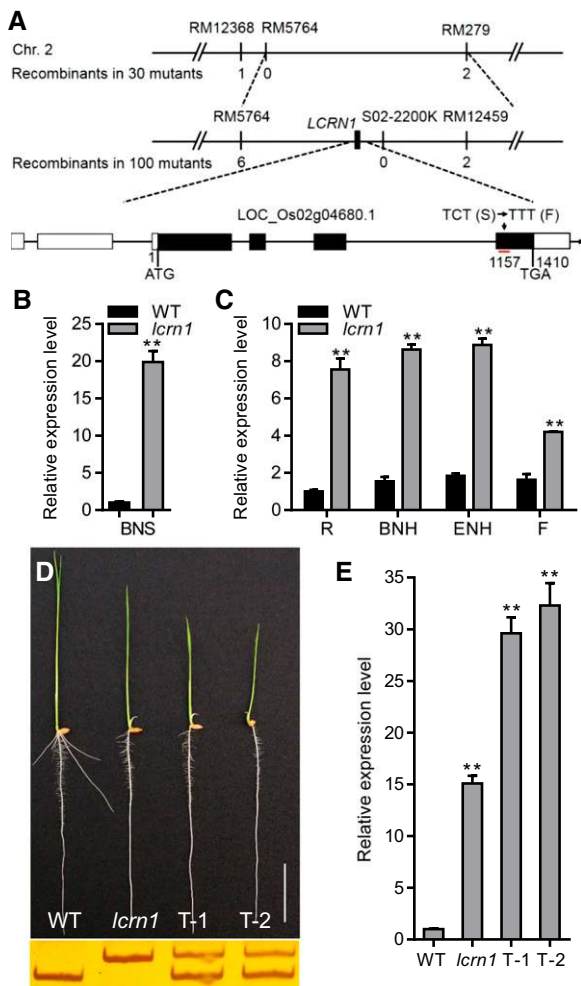 A
RM12368 RM5764 RM279
Chr. 2
Recombinants in 30 mutants 1 0 2
RM5764 LCRN1 S02-2200K RM12459
Recombinants in 100 mutants 6 0 2
LOC_Os02g04680.1 TCT (S)→TTT (F)
1 1157 1410
ATG TGA
B
WT
lcrn1
Relative expression level
25
20
15
10
5
0
**
BNS
C
WT
lcrn1
Relative expression level
10
8
6
4
2
0
** ** ** **
R BNH ENH F
D
WT lcrn1 T-1 T-2
E
Relative expression level
35
30
25
20
15
10
5
0
** ** **
WT lcrn1 T-1 T-2